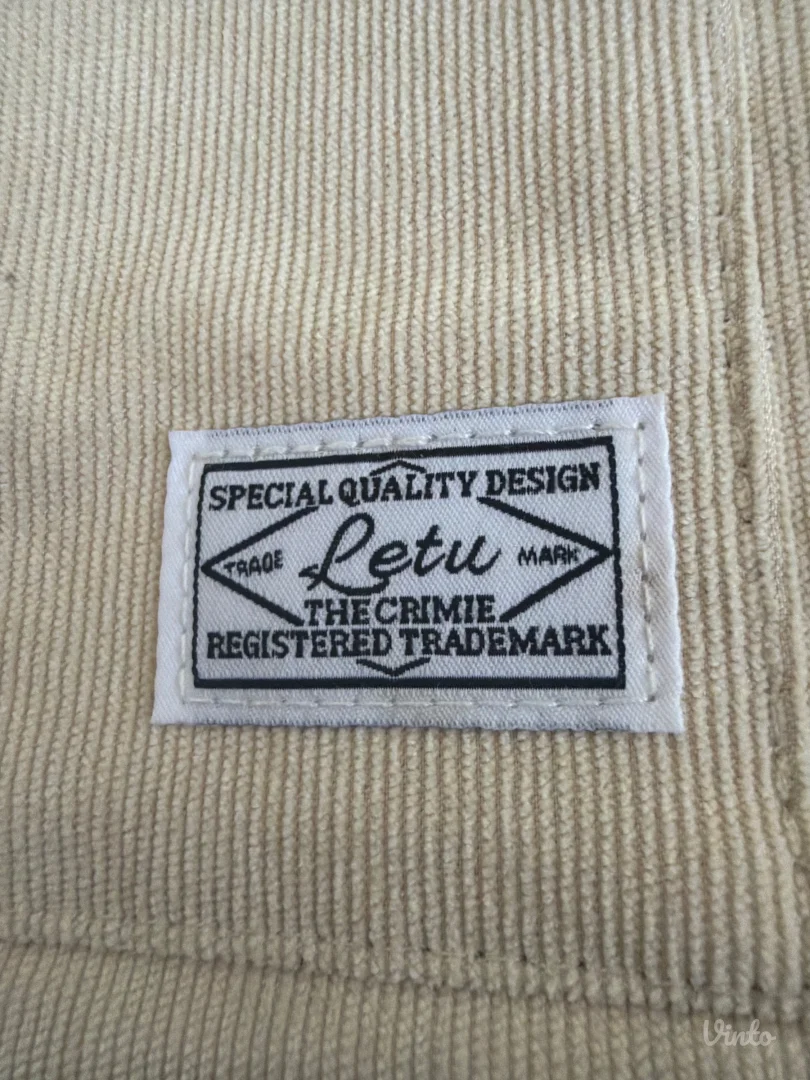 SPECIAL QUALITY DESIGN
TRADE Letu MARK
THE CRIMIE
REGISTERED TRADEMARK
Vinto